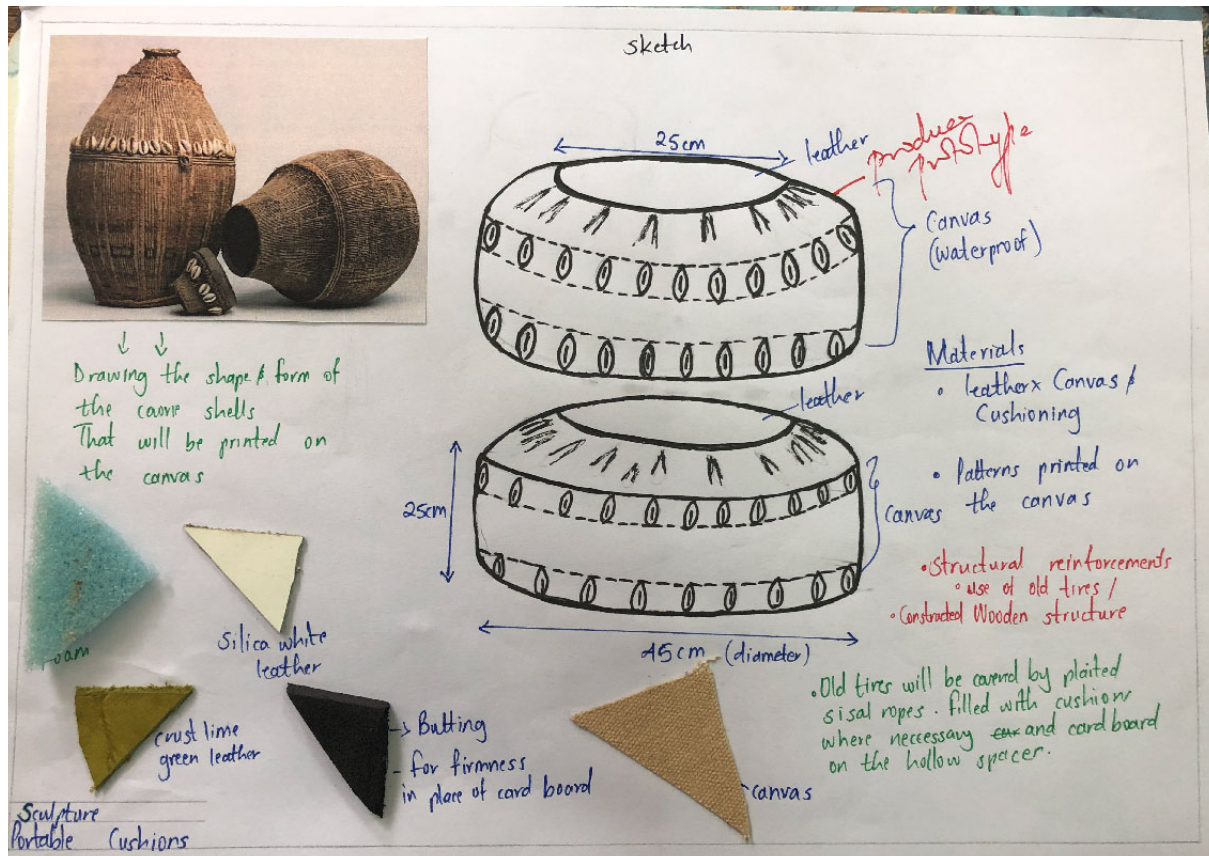 Sketch
25cm
leather
produce
prototype
Canvas
(waterproof)
Drawing the shape & form of
the cowrie shells
That will be printed on
the canvas
Materials
• leather x Canvas &
Cushioning
• Patterns printed on
the canvas
leather
25cm
Canvas
45cm (diameter)
• Structural reinforcements
• use of old tires /
• Constructed Wooden structure
• Old tires will be covered by plaited
sisal ropes. filled with cushions
where neccessary and card board
on the hollow spacer.
Foam
Silica white
leather
crust lime
green leather
Butting
- for firmness
in place of card board
canvas
Sculpture
Portable Cushions